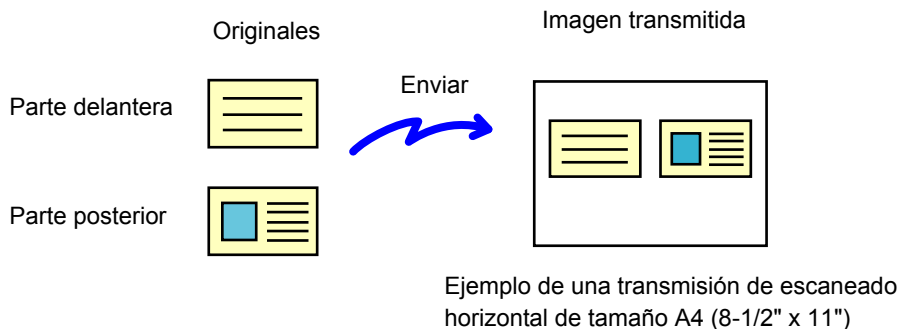 Originales
Imagen transmitida
Enviar
Parte delantera
Parte posterior
Ejemplo de una transmisión de escaneado
horizontal de tamaño A4 (8-1/2" x 11")